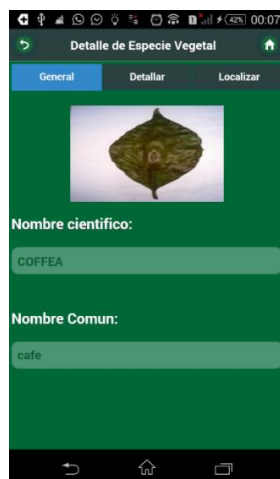 42% 00:07
Detalle de Especie Vegetal
General Detallar Localizar
Nombre cientifico:
COFFEA
Nombre Comun:
cafe